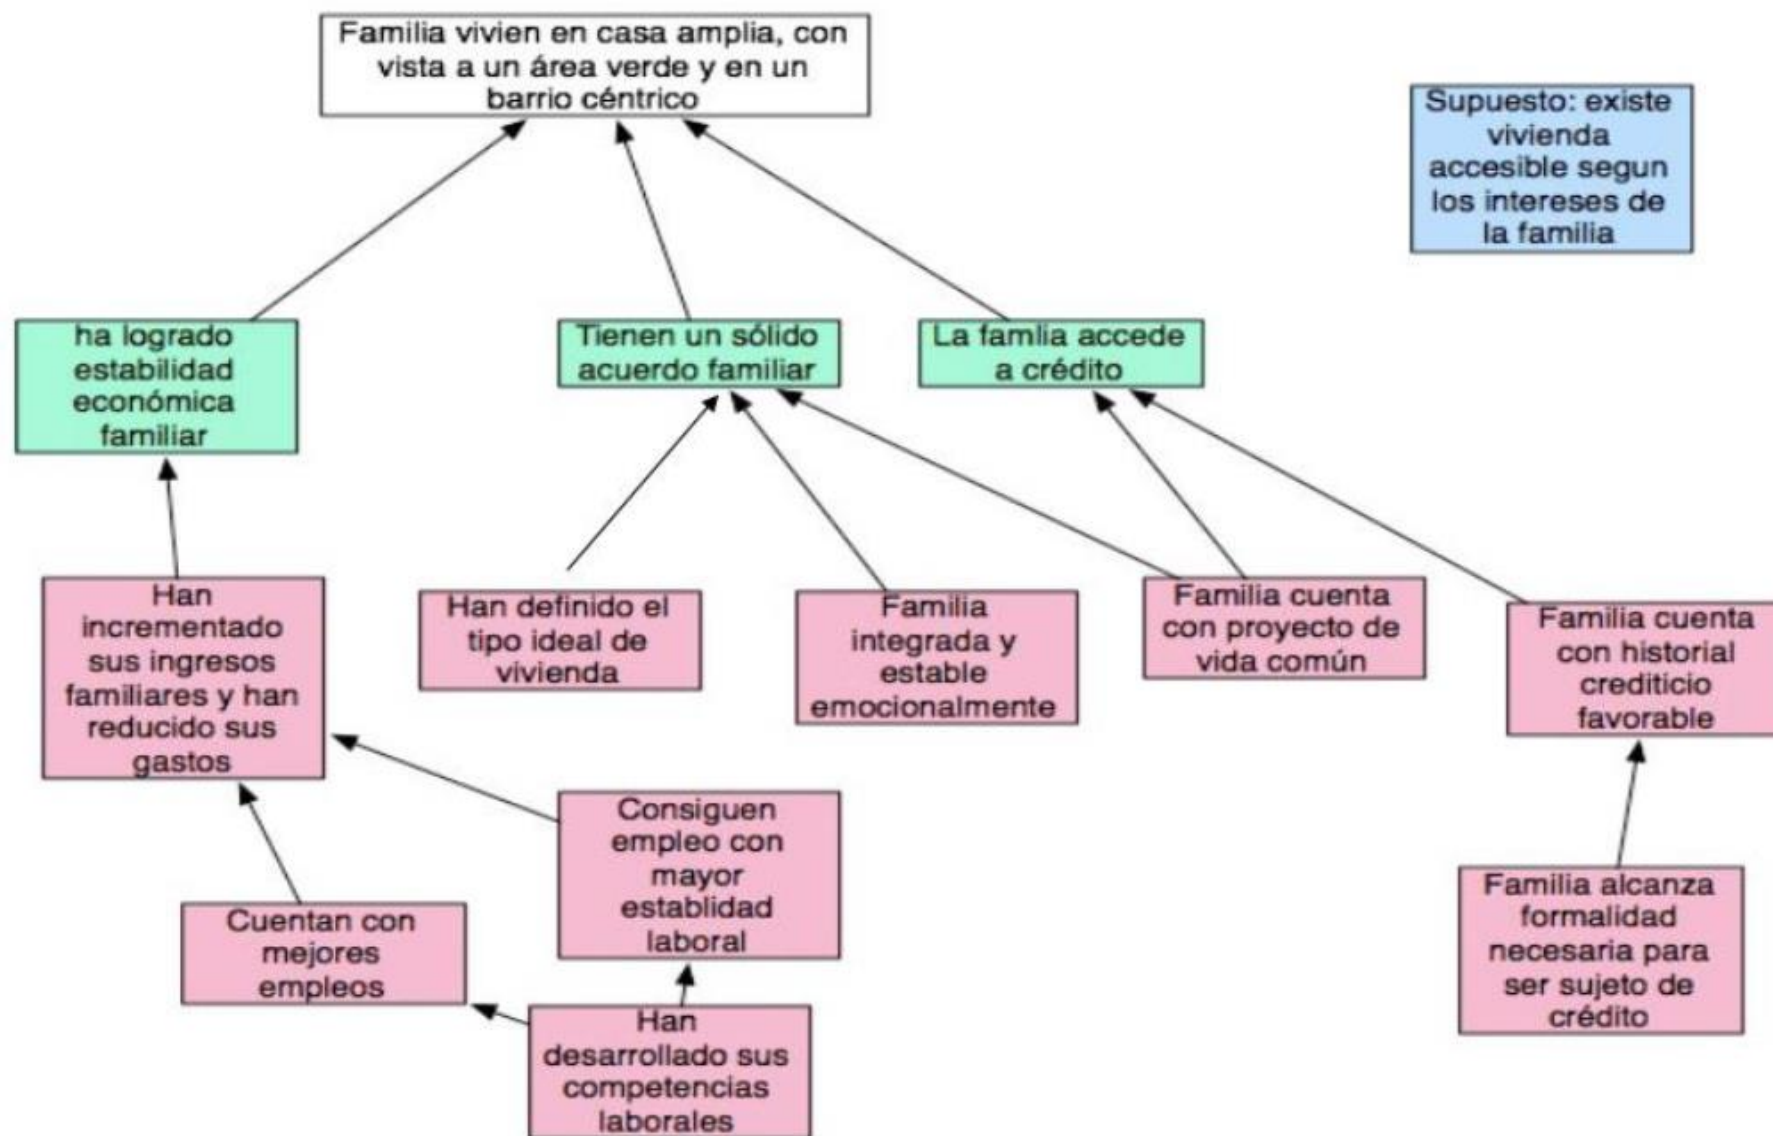 Familia vivien en casa amplia, con
vista a un área verde y en un
barrio céntrico
Supuesto: existe
vivienda
accesible segun
los intereses de
la familia
ha logrado
estabilidad
económica
familiar
Tienen un sólido
acuerdo familiar
La famlia accede
a crédito
Han
incrementado
sus ingresos
familiares y han
reducido sus
gastos
Han definido el
tipo ideal de
vivienda
Familia
integrada y
estable
emocionalmente
Familia cuenta
con proyecto de
vida común
Familia cuenta
con historial
crediticio
favorable
Consiguen
empleo con
mayor
establidad
laboral
Cuentan con
mejores
empleos
Familia alcanza
formalidad
necesaria para
ser sujeto de
crédito
Han
desarrollado sus
competencias
laborales